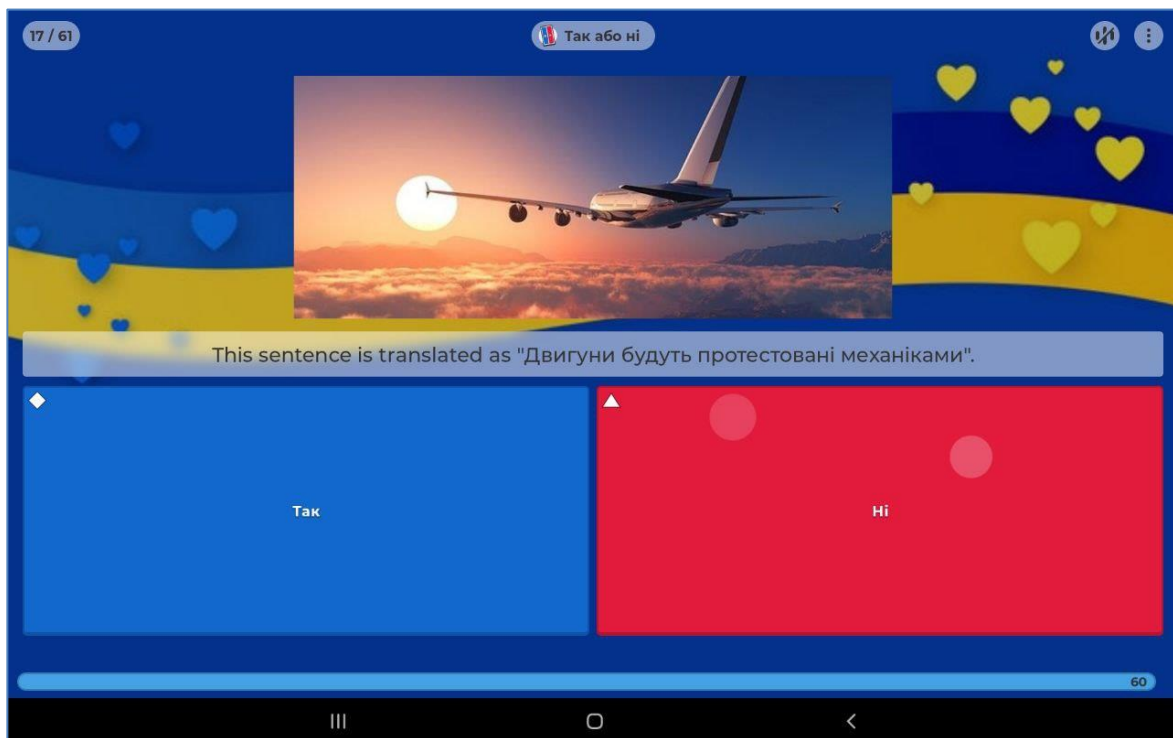 17 / 61
Так або ні
This sentence is translated as "Двигуни будуть протестовані механіками".
Так
Ні
60